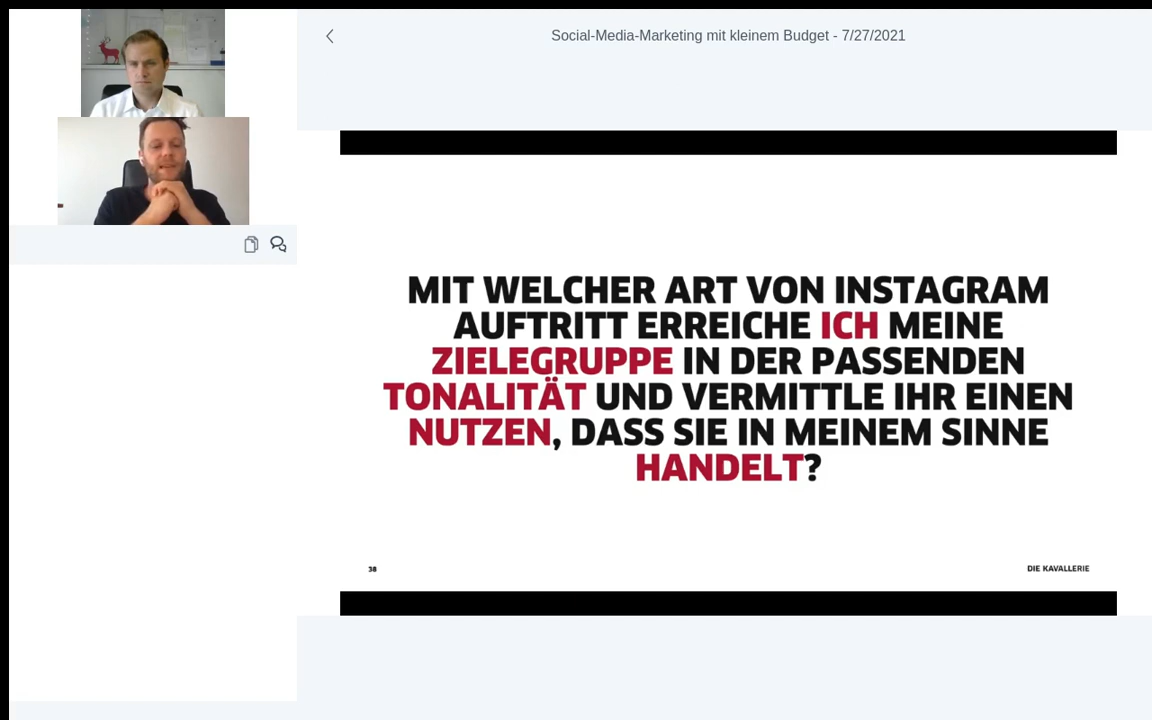 Social-Media-Marketing mit kleinem Budget - 7/27/2021
MIT WELCHER ART VON INSTAGRAM
AUFTRITT ERREICHE ICH MEINE
ZIELEGRUPPE IN DER PASSENDEN
TONALITÄT UND VERMITTLE IHR EINEN
NUTZEN, DASS SIE IN MEINEM SINNE
HANDELT?
38
DIE KAVALLERIE